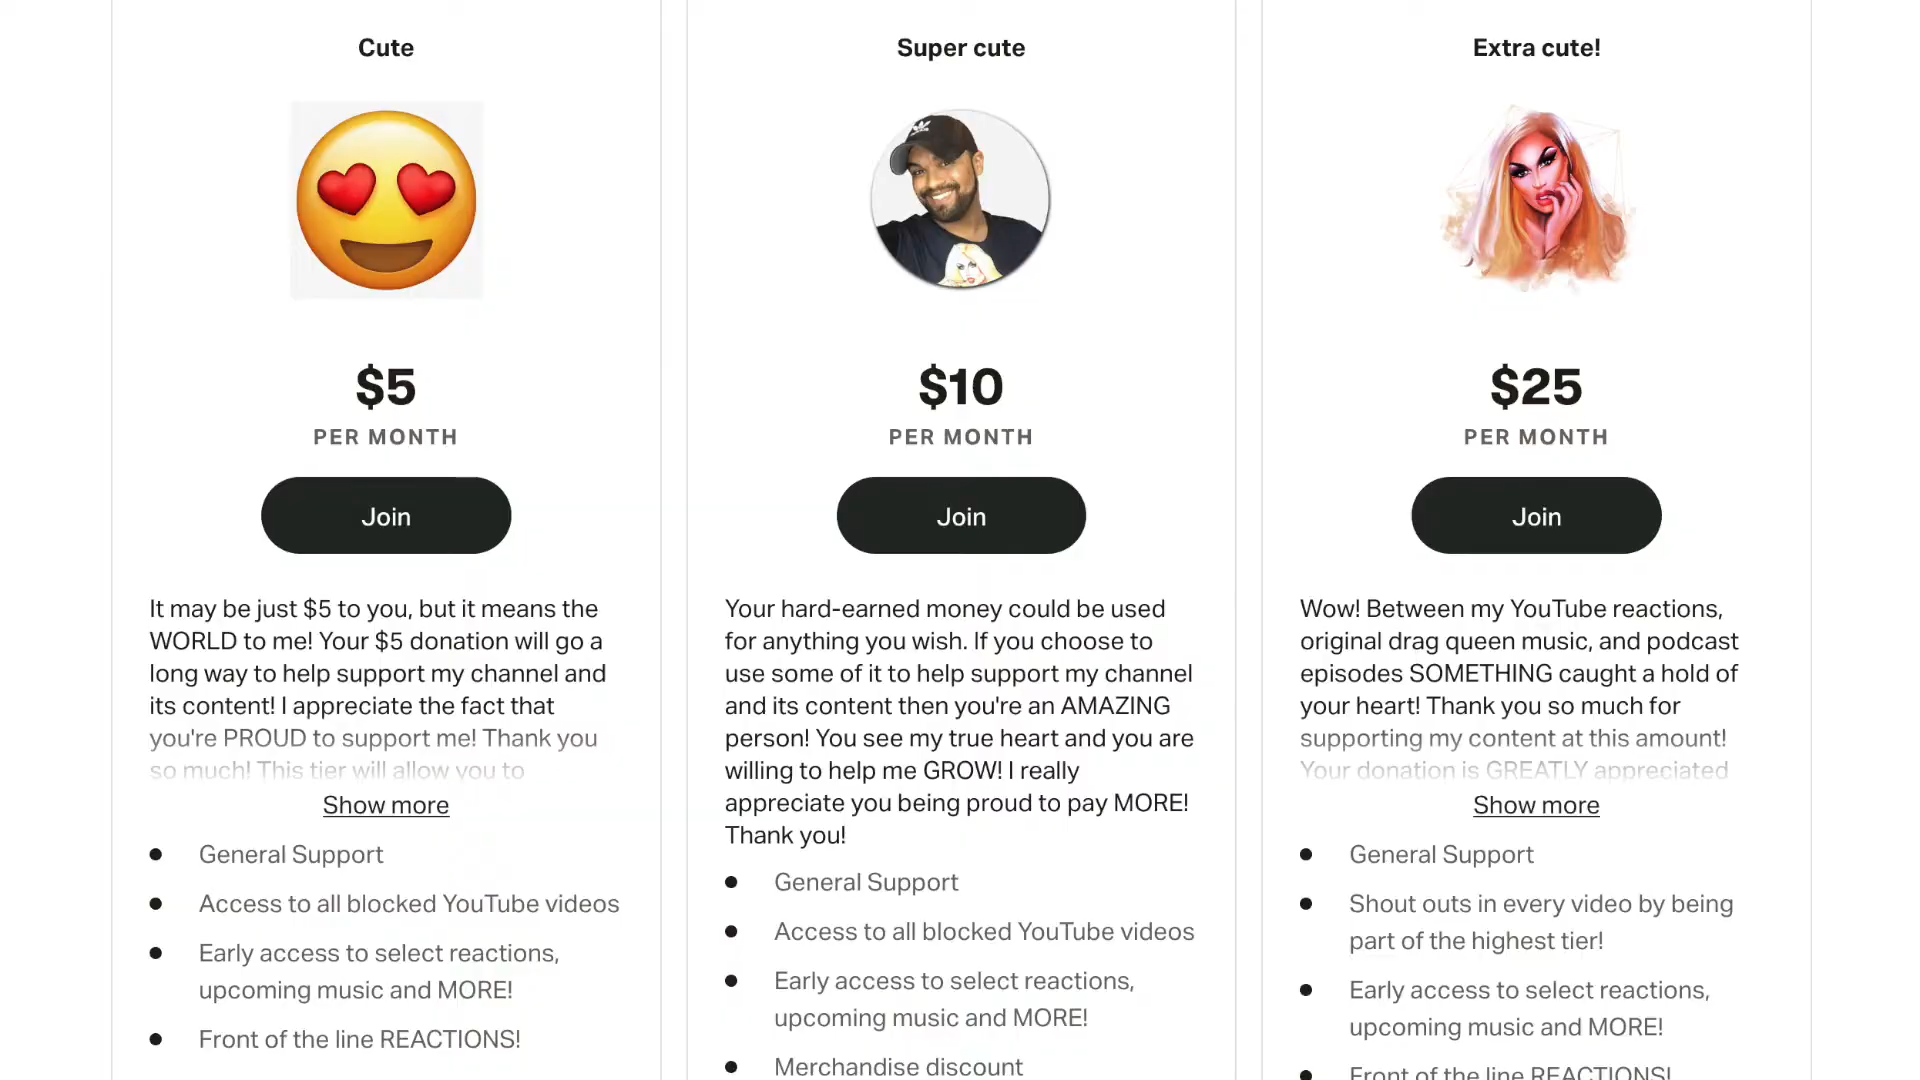 Cute
$5
PER MONTH
Join
It may be just $5 to you, but it means the
WORLD to me! Your $5 donation will go a
long way to help support my channel and
its content! I appreciate the fact that
you're PROUD to support me! Thank you
so much! This tier will allow you to
Show more
General Support
Access to all blocked YouTube videos
Early access to select reactions,
upcoming music and MORE!
Front of the line REACTIONS!
Super cute
$10
PER MONTH
Join
Your hard-earned money could be used
for anything you wish. If you choose to
use some of it to help support my channel
and its content then you're an AMAZING
person! You see my true heart and you are
willing to help me GROW! I really
appreciate you being proud to pay MORE!
Thank you!
General Support
Access to all blocked YouTube videos
Early access to select reactions,
upcoming music and MORE!
Merchandise discount
Extra cute!
$25
PER MONTH
Join
Wow! Between my YouTube reactions,
original drag queen music, and podcast
episodes SOMETHING caught a hold of
your heart! Thank you so much for
supporting my content at this amount!
Your donation is GREATLY appreciated
Show more
General Support
Shout outs in every video by being
part of the highest tier!
Early access to select reactions,
upcoming music and MORE!
Front of the line REACTIONS!